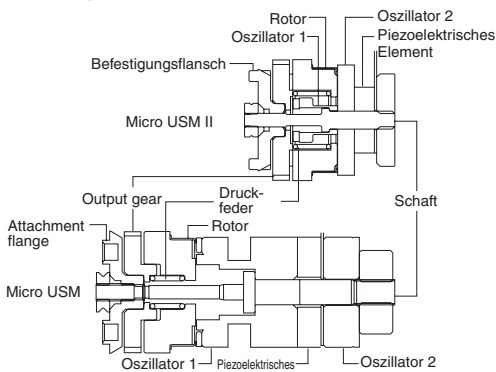 Rotor
Oszillator 2
Oszillator 1
Piezoelektrisches
Element
Befestigungsflansch
Micro USM II
Output gear
Druck-
feder
Schaft
Attachment
flange
Rotor
Micro USM
Oszillator 1
Piezoelektrisches
Oszillator 2